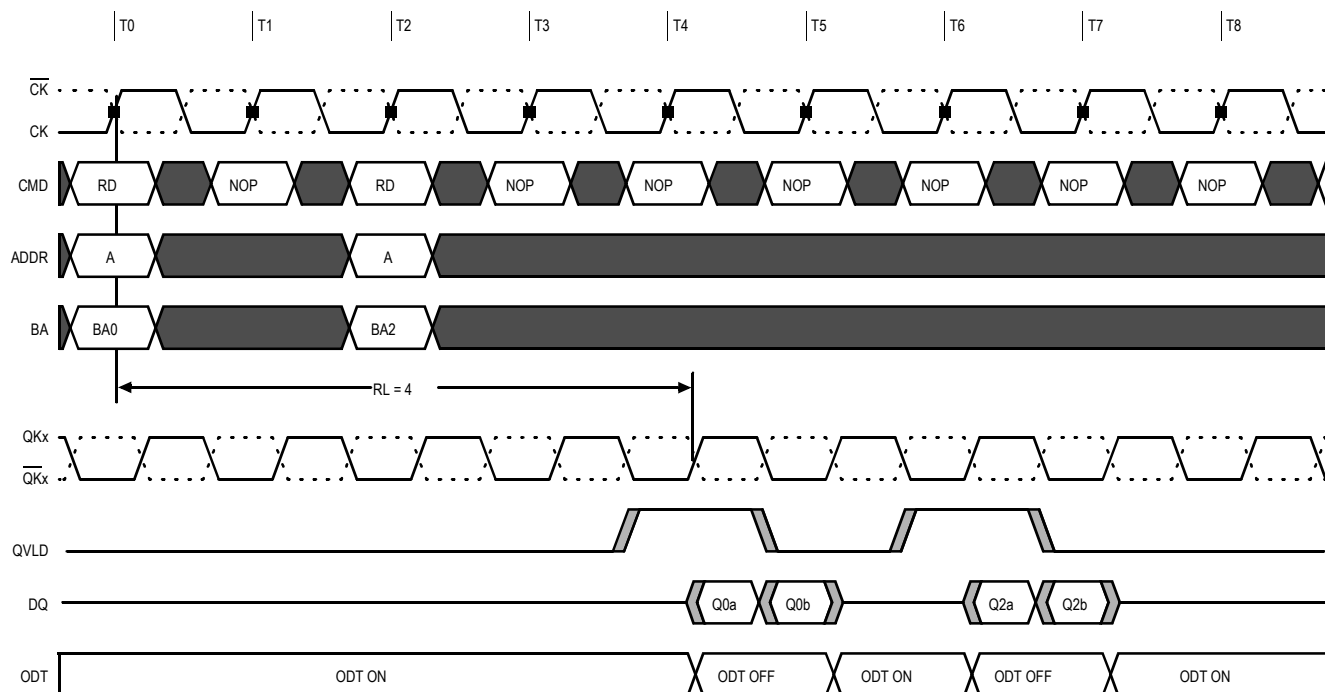 T0 T1 T2 T3 T4 T5 T6 T7 T8
CK
CK
CMD RD NOP RD NOP NOP NOP NOP NOP NOP
ADDR A A
BA BA0 BA2
RL = 4
QKx
QKx
QVLD
DQ Q0a Q0b Q2a Q2b
ODT ODT ON ODT OFF ODT ON ODT OFF ODT ON